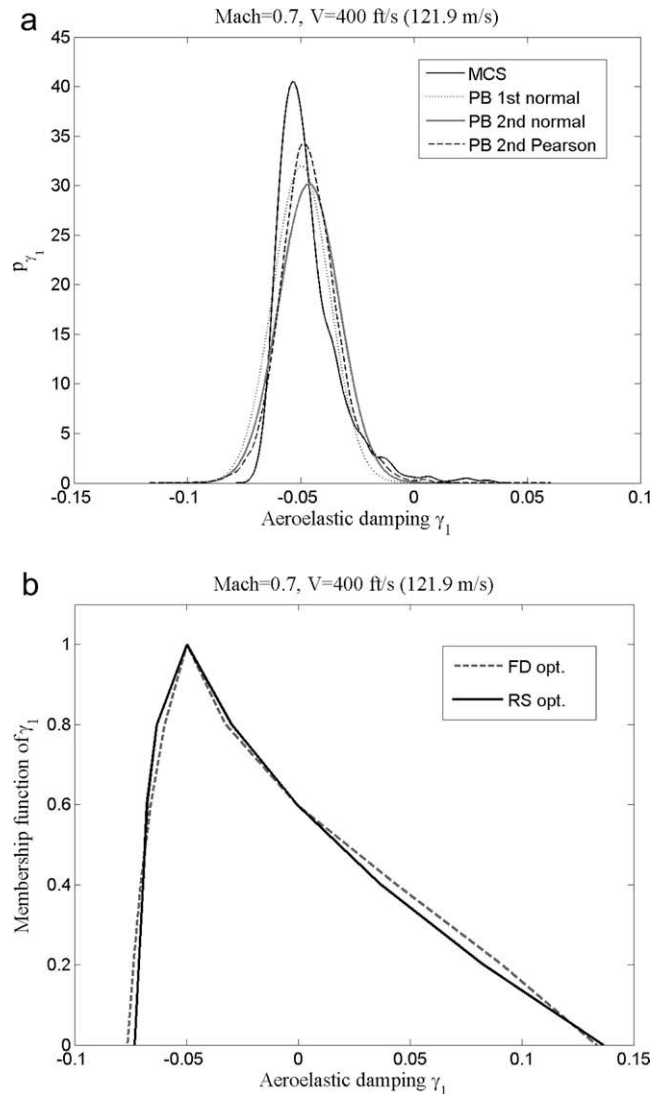 a
Mach=0.7, V=400 ft/s (121.9 m/s)
45
40
35
30
25
20
15
10
5
0
pγ₁
MCS
PB 1st normal
PB 2nd normal
PB 2nd Pearson
-0.15 -0.1 -0.05 0 0.05 0.1
Aeroelastic damping γ₁
b
Mach=0.7, V=400 ft/s (121.9 m/s)
1
0.8
0.6
0.4
0.2
0
Membership function of γ₁
FD opt.
RS opt.
-0.1 -0.05 0 0.05 0.1 0.15
Aeroelastic damping γ₁